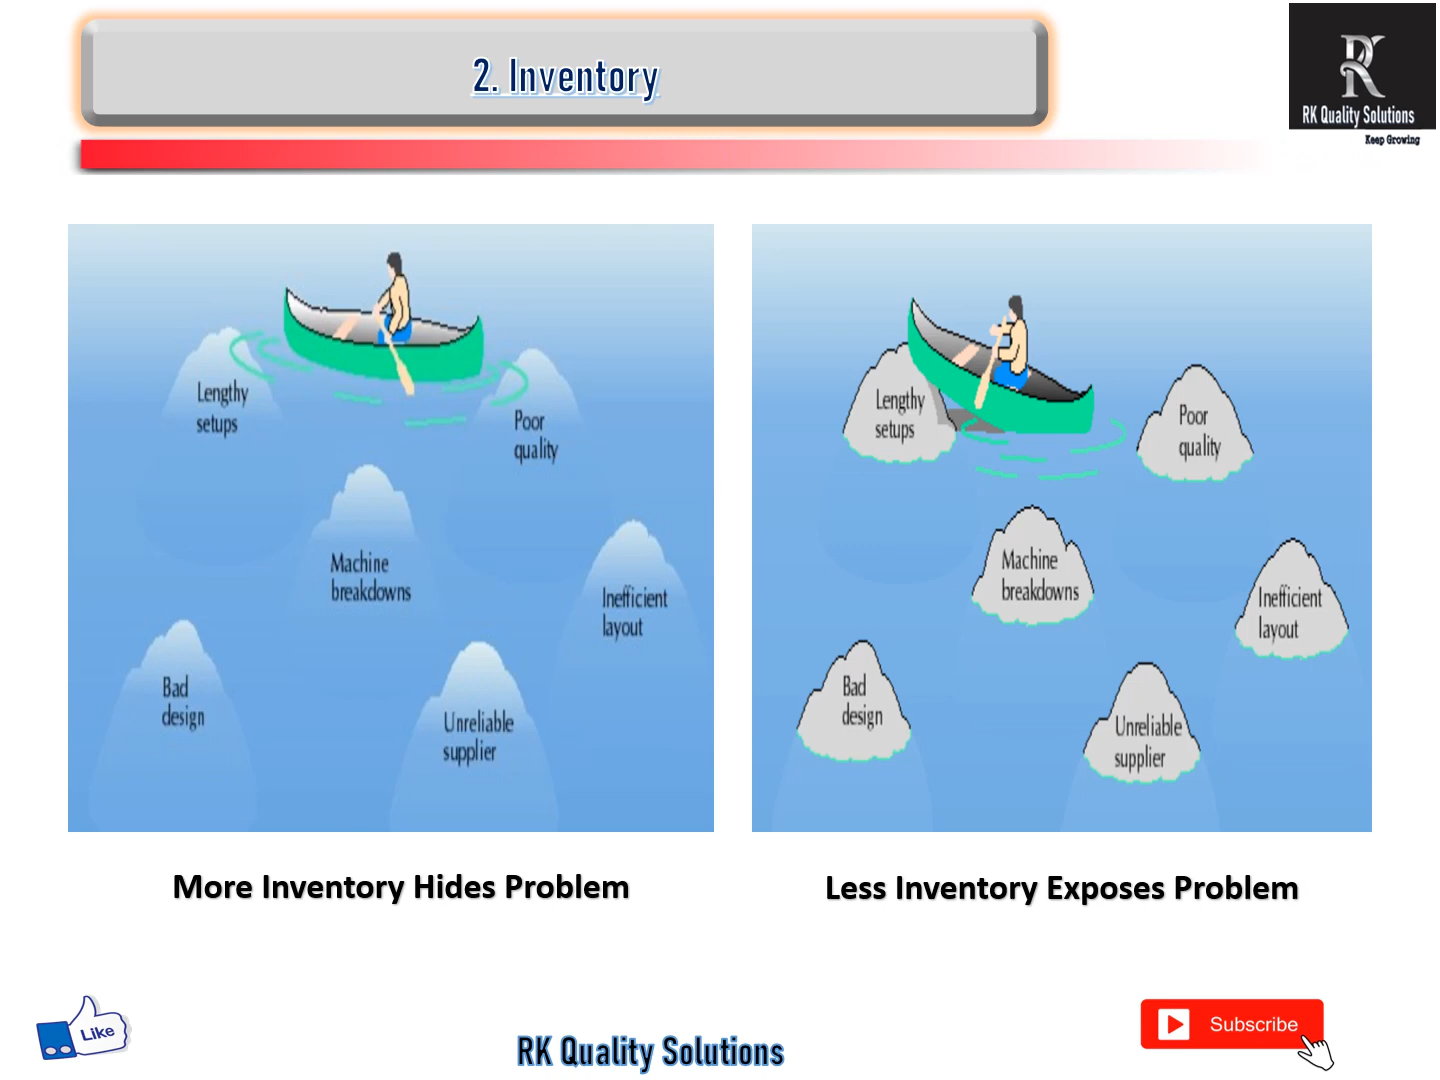 2. Inventory
RK
RK Quality Solutions
Keep Growing
Lengthy
setups
Poor
quality
Machine
breakdowns
Inefficient
layout
Bad
design
Unreliable
supplier
More Inventory Hides Problem
Lengthy
setups
Poor
quality
Machine
breakdowns
Inefficient
layout
Bad
design
Unreliable
supplier
Less Inventory Exposes Problem
Like
RK Quality Solutions
Subscribe